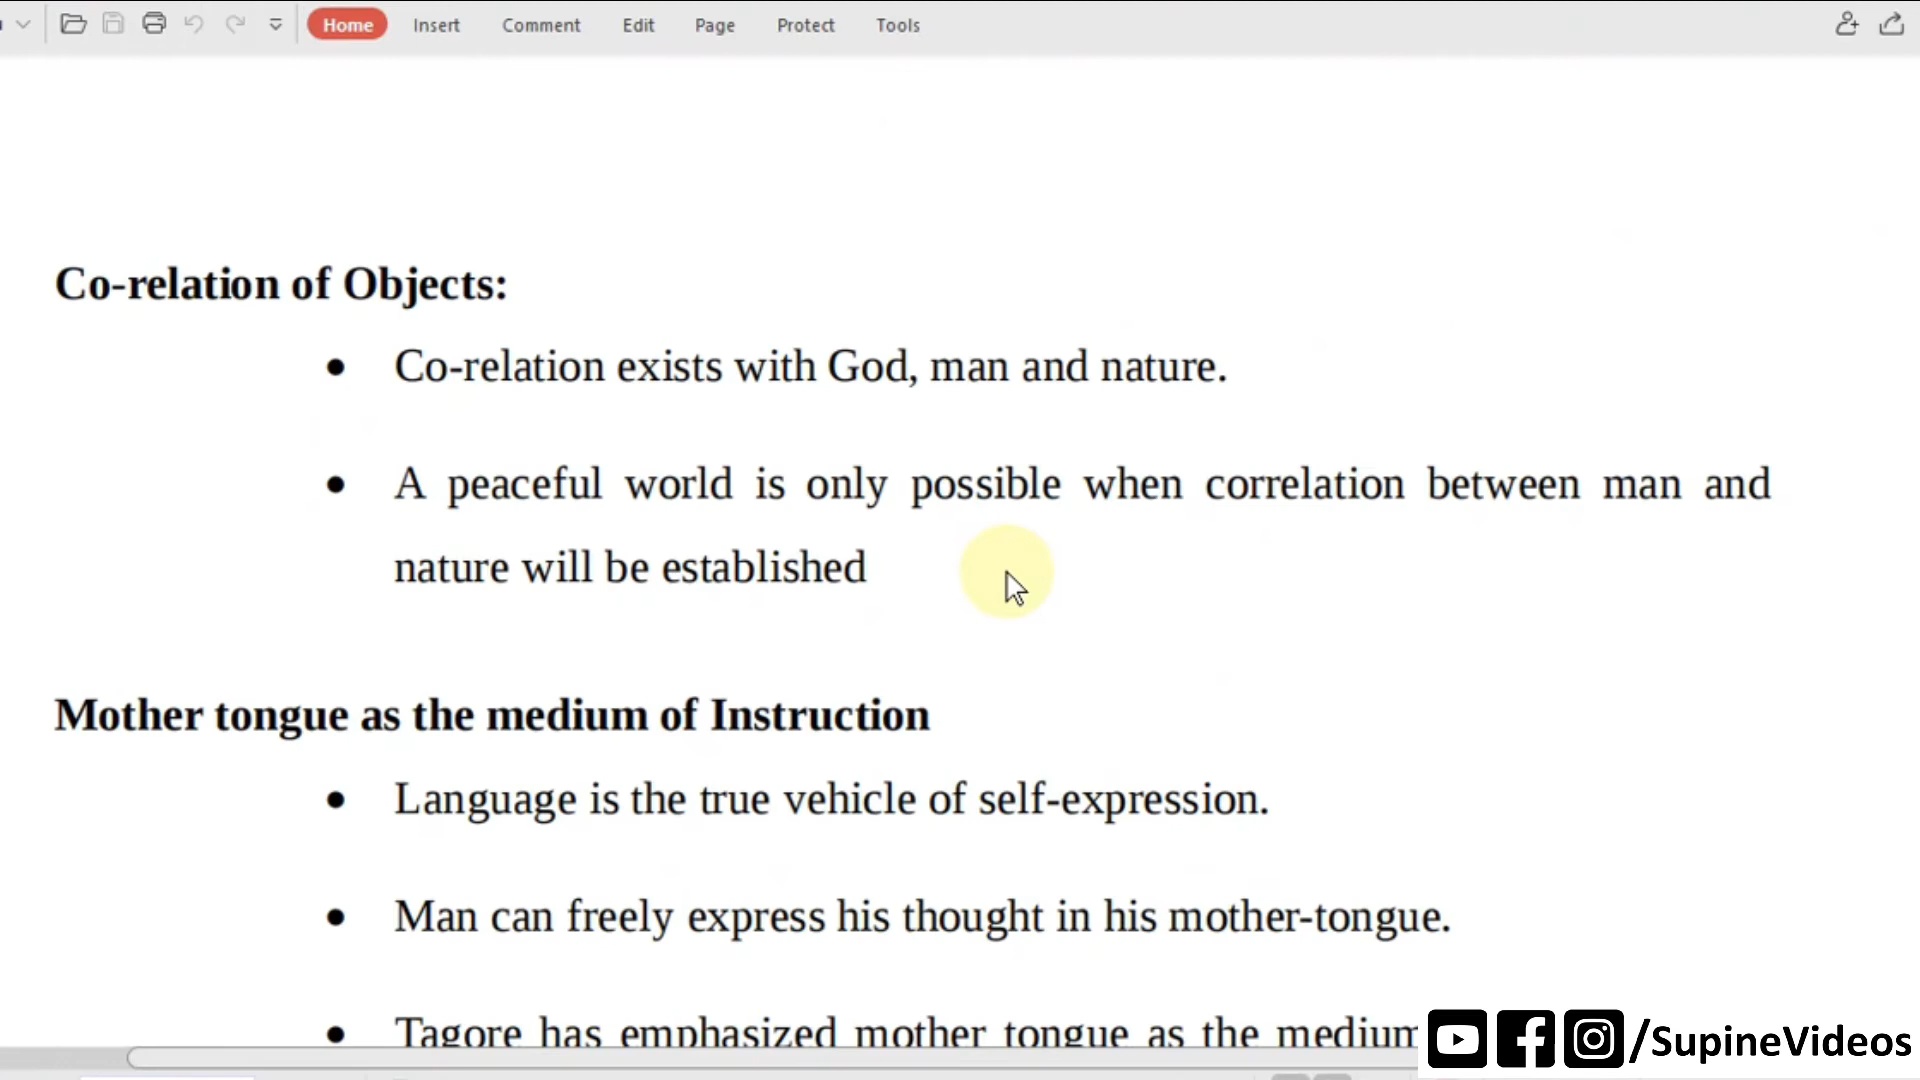 Home Insert Comment Edit Page Protect Tools
Co-relation of Objects:
• Co-relation exists with God, man and nature.
• A peaceful world is only possible when correlation between man and
nature will be established
Mother tongue as the medium of Instruction
• Language is the true vehicle of self-expression.
• Man can freely express his thought in his mother-tongue.
• Tagore has emphasized mother tongue as the medium
/SupineVideos